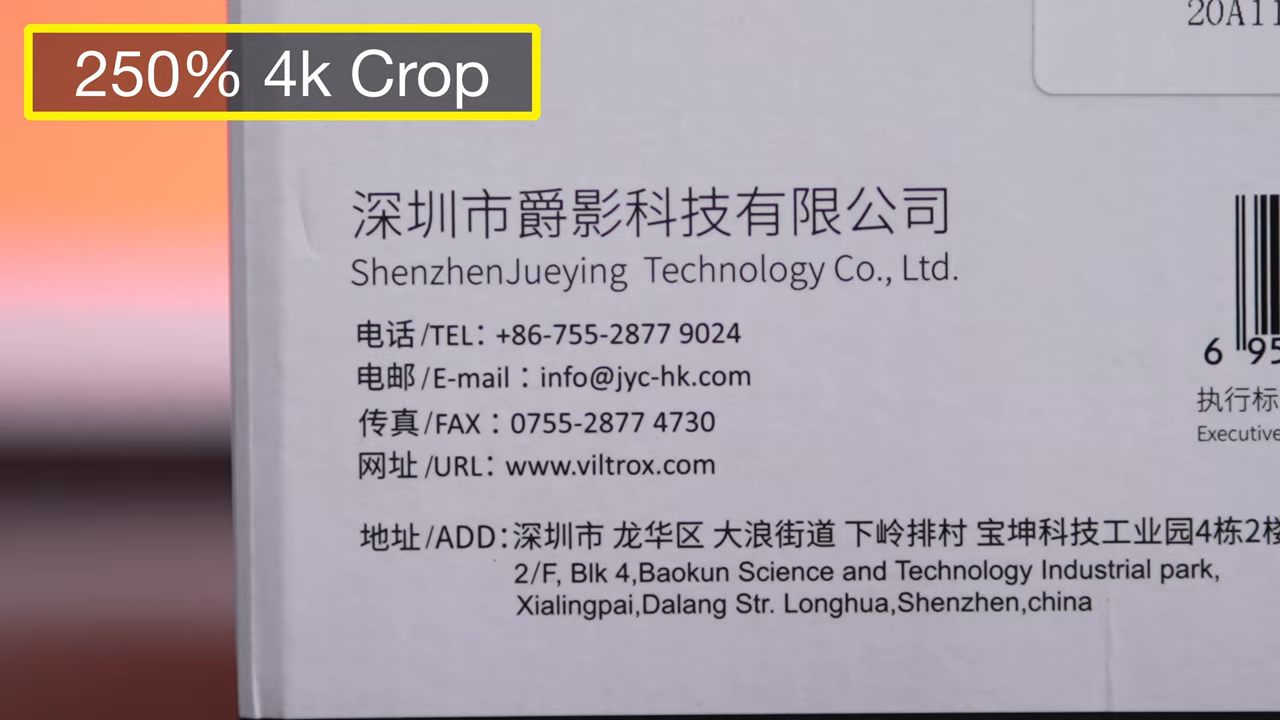 250% 4k Crop
20A11
深圳市爵影科技有限公司
ShenzhenJueying Technology Co., Ltd.
电话/TEL: +86-755-2877 9024
电邮/E-mail : info@jyc-hk.com
传真/FAX : 0755-2877 4730
网址/URL: www.viltrox.com
6 95
执行标
Executive
地址/ADD:深圳市 龙华区 大浪街道 下岭排村 宝坤科技工业园4栋2楼
2/F, Blk 4,Baokun Science and Technology Industrial park,
Xialingpai,Dalang Str. Longhua,Shenzhen,china